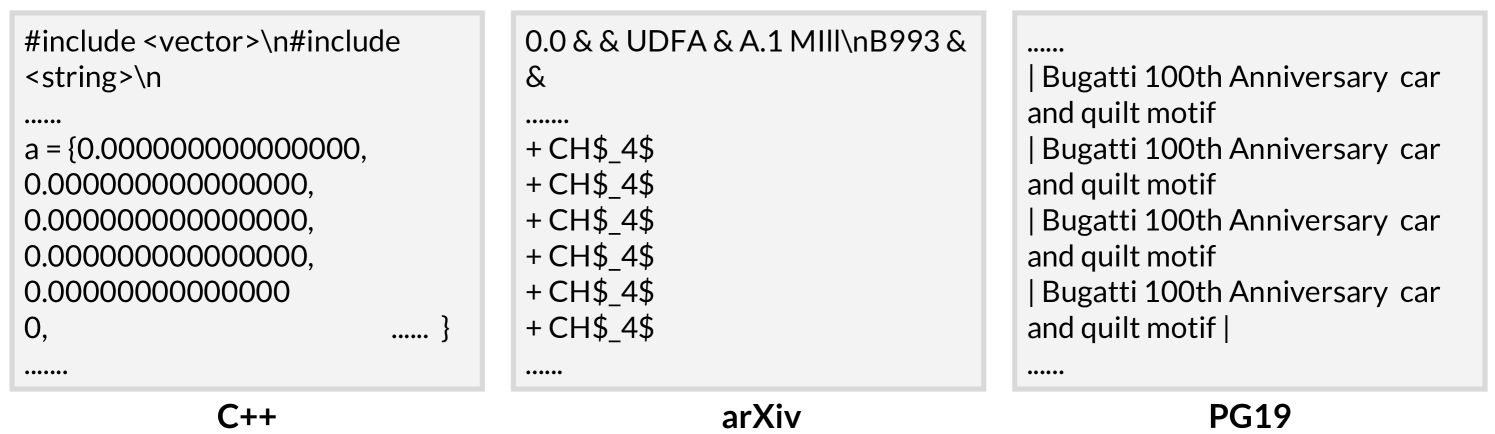 #include <vector>\n#include
<string>\n
......
a = {0.000000000000000,
0.000000000000000,
0.000000000000000,
0.000000000000000,
0.00000000000000
0, ...... }
.......
C++
0.0 & & UDFA & A.1 MIll\nB993 &
&
.......
+ CH$_4$
+ CH$_4$
+ CH$_4$
+ CH$_4$
+ CH$_4$
+ CH$_4$
......
arXiv
......
| Bugatti 100th Anniversary car
and quilt motif
| Bugatti 100th Anniversary car
and quilt motif
| Bugatti 100th Anniversary car
and quilt motif
| Bugatti 100th Anniversary car
and quilt motif |
......
PG19